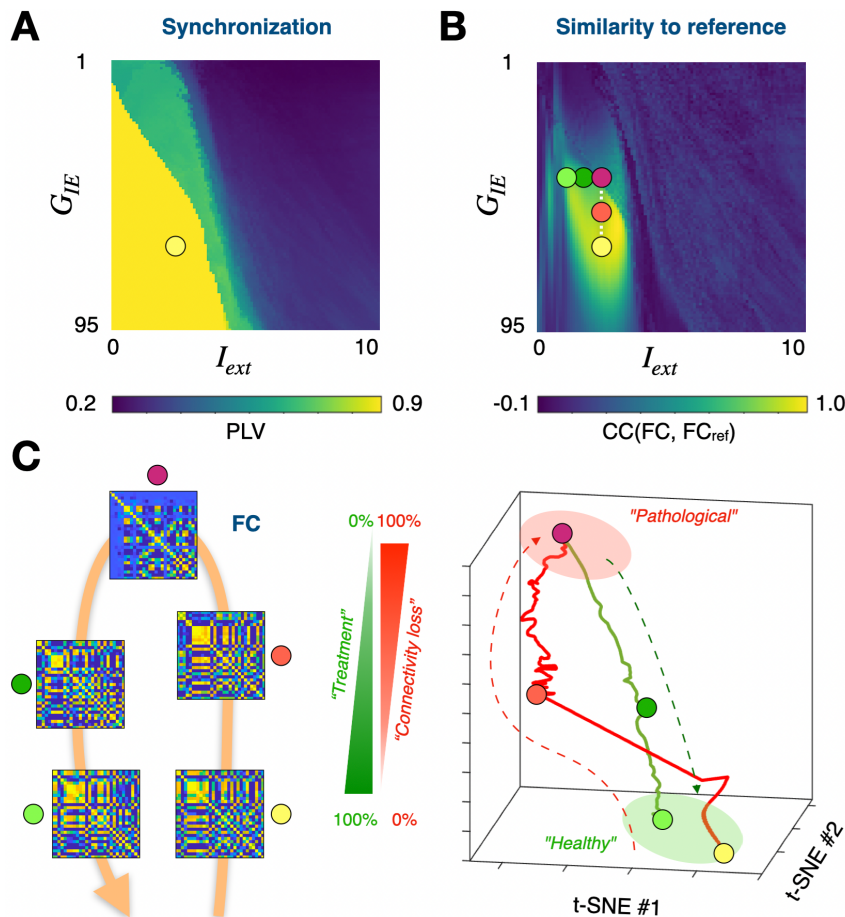 A
Synchronization
1
G_IE
95
0
I_ext
10
0.2
0.9
PLV
B
Similarity to reference
1
G_IE
95
0
I_ext
10
-0.1
1.0
CC(FC, FC_ref)
C
FC
0%
100%
"Treatment"
"Connectivity loss"
100%
0%
"Pathological"
"Healthy"
t-SNE #1
t-SNE #2